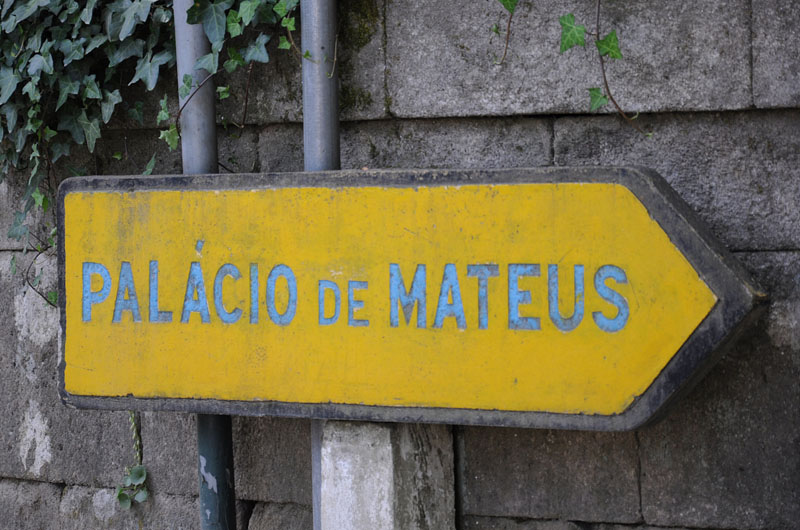 PALÁCIO DE MATEUS